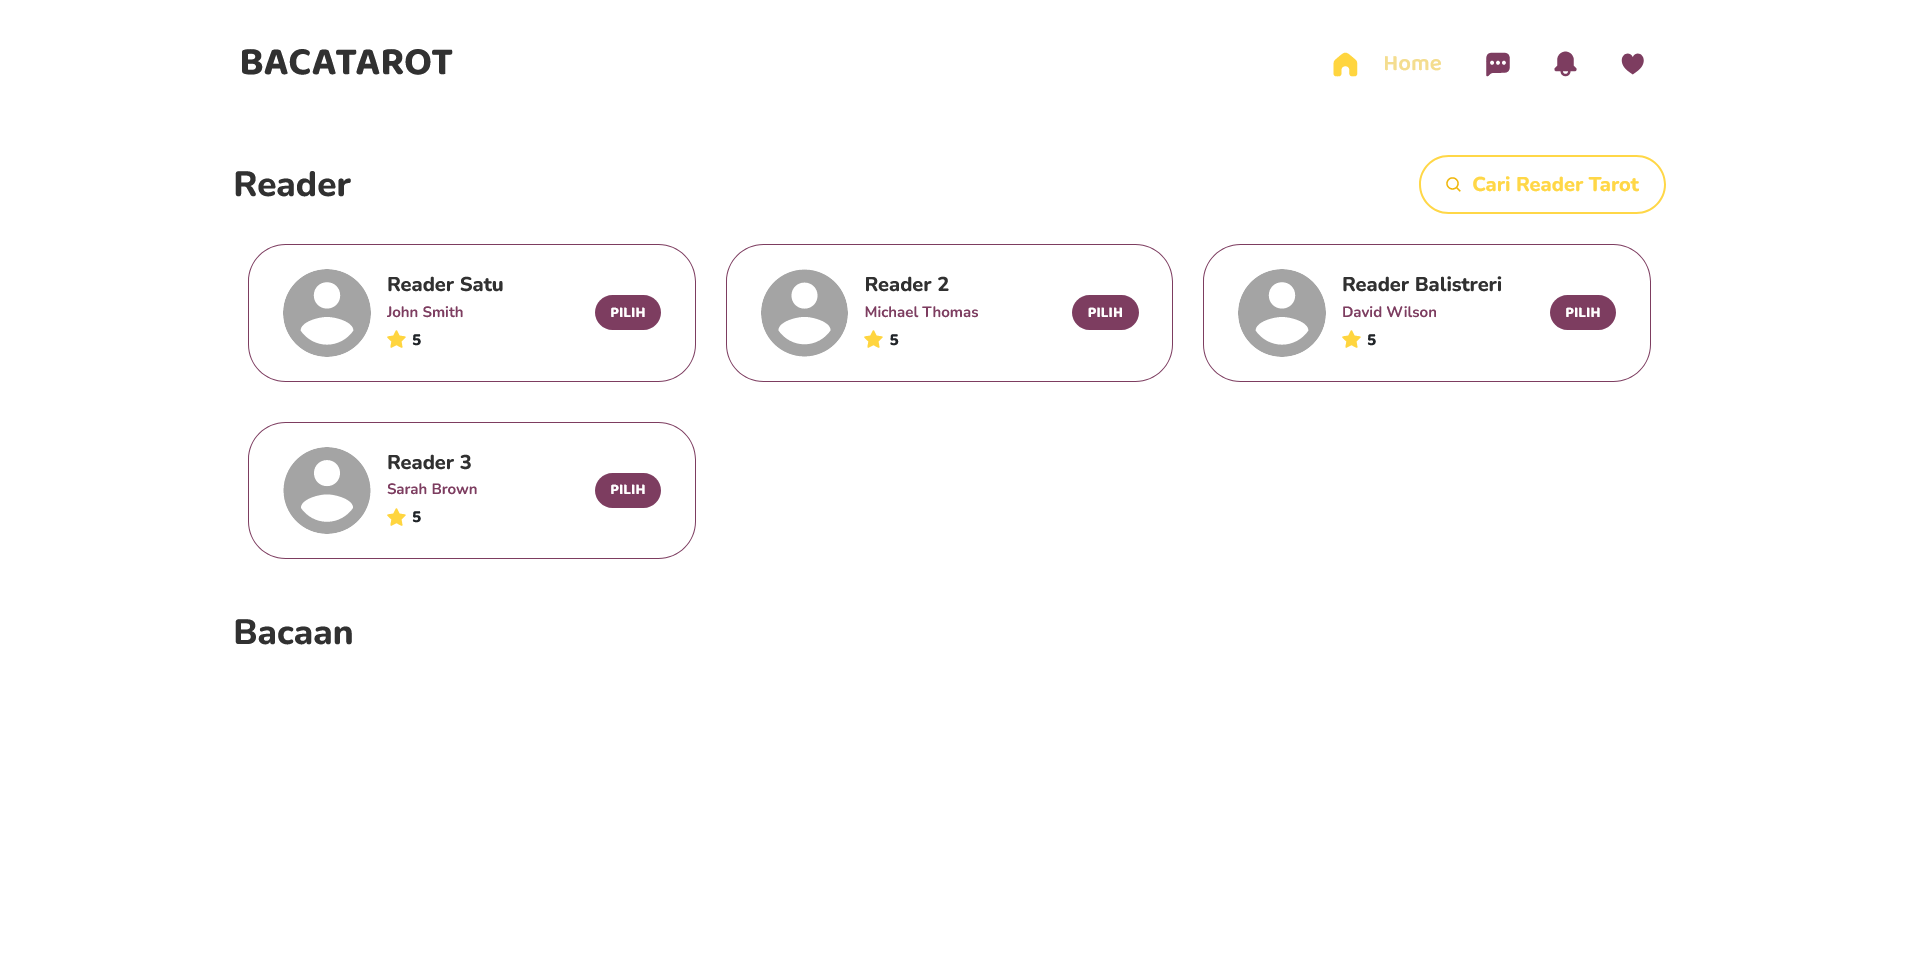 BACATAROT
Home
Reader
Cari Reader Tarot
Reader Satu
John Smith
5
PILIH
Reader 2
Michael Thomas
5
PILIH
Reader Balistreri
David Wilson
5
PILIH
Reader 3
Sarah Brown
5
PILIH
Bacaan